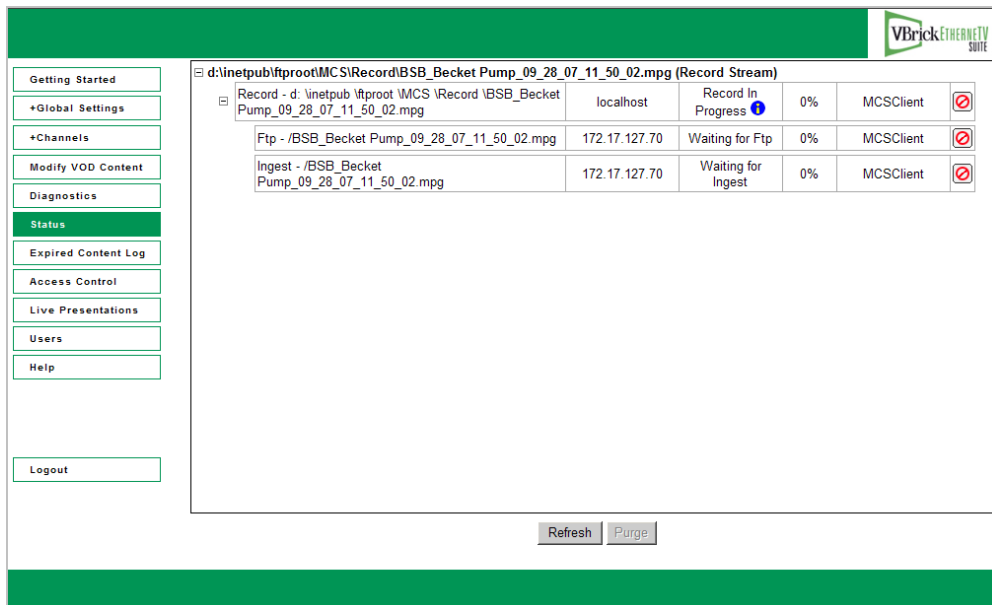 VBrick ETHERNETV
SUITE
Getting Started
+Global Settings
+Channels
Modify VOD Content
Diagnostics
Status
Expired Content Log
Access Control
Live Presentations
Users
Help
Logout
d:\inetpub\ftproot\MCS\Record\BSB_Becket Pump_09_28_07_11_50_02.mpg (Record Stream)
Record - d: \inetpub \ftproot \MCS \Record \BSB_Becket
Pump_09_28_07_11_50_02.mpg
localhost
Record In
Progress i
0%
MCSClient
Ftp - /BSB_Becket Pump_09_28_07_11_50_02.mpg
172.17.127.70
Waiting for Ftp
0%
MCSClient
Ingest - /BSB_Becket
Pump_09_28_07_11_50_02.mpg
172.17.127.70
Waiting for
Ingest
0%
MCSClient
Refresh
Purge